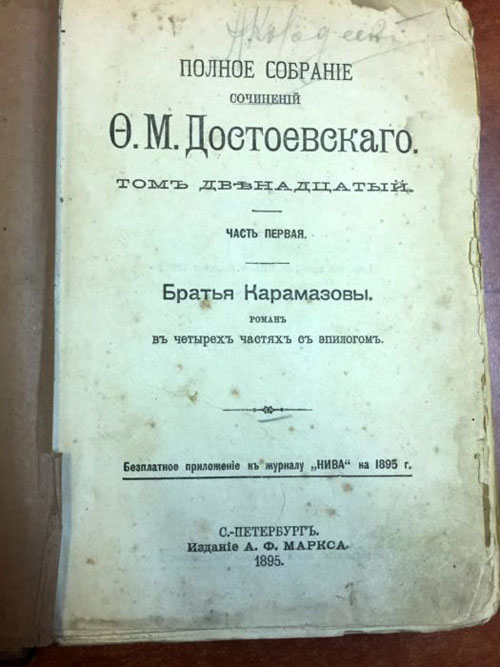 ПОЛНОЕ СОБРАНІЕ
СОЧИНЕНІЙ
Ѳ. М. Достоевскаго.
ТОМЪ ДВѢНАДЦАТЫЙ.
ЧАСТЬ ПЕРВАЯ.
Братья Карамазовы.
РОМАНЪ
въ четырехъ частяхъ съ эпилогомъ.
Безплатное приложеніе къ журналу „НИВА“ на 1895 г.
С.-ПЕТЕРБУРГЪ.
Изданіе А. Ф. МАРКСА.
1895.